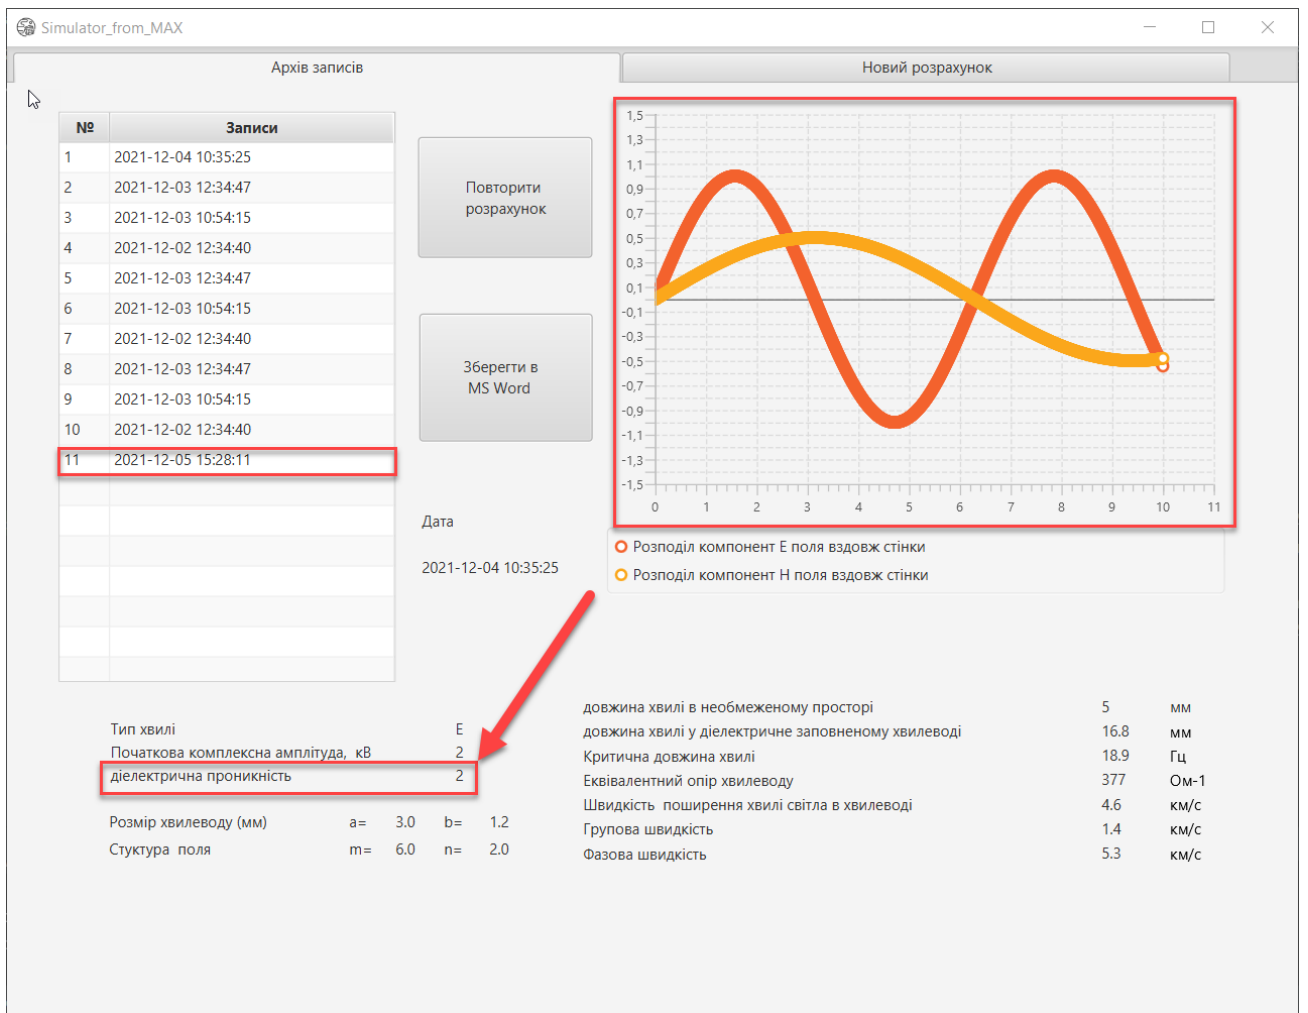 Simulator_from_MAX
Архів записів
Новий розрахунок
№ Записи
1 2021-12-04 10:35:25
2 2021-12-03 12:34:47
3 2021-12-03 10:54:15
4 2021-12-02 12:34:40
5 2021-12-03 12:34:47
6 2021-12-03 10:54:15
7 2021-12-02 12:34:40
8 2021-12-03 12:34:47
9 2021-12-03 10:54:15
10 2021-12-02 12:34:40
11 2021-12-05 15:28:11
Повторити
розрахунок
Зберегти в
MS Word
Дата
2021-12-04 10:35:25
1,5
1,3
1,1
0,9
0,7
0,5
0,3
0,1
-0,1
-0,3
-0,5
-0,7
-0,9
-1,1
-1,3
-1,5
0 1 2 3 4 5 6 7 8 9 10 11
Розподіл компонент Е поля вздовж стінки
Розподіл компонент Н поля вздовж стінки
Тип хвилі E
Початкова комплексна амплітуда, кВ 2
діелектрична проникність 2
Розмір хвилеводу (мм) a= 3.0 b= 1.2
Стуктура поля m= 6.0 n= 2.0
довжина хвилі в необмеженому просторі 5 мм
довжина хвилі у діелектричне заповненому хвилеводі 16.8 мм
Критична довжина хвилі 18.9 Гц
Еквівалентний опір хвилеводу 377 Ом-1
Швидкість поширення хвилі світла в хвилеводі 4.6 км/с
Групова швидкість 1.4 км/с
Фазова швидкість 5.3 км/с